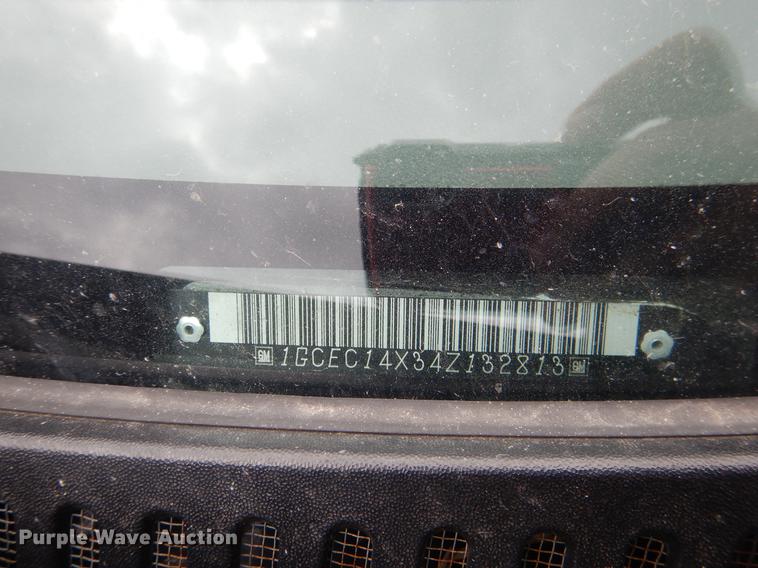 GM 1GCEC14X34Z132813 GM
Purple Wave Auction